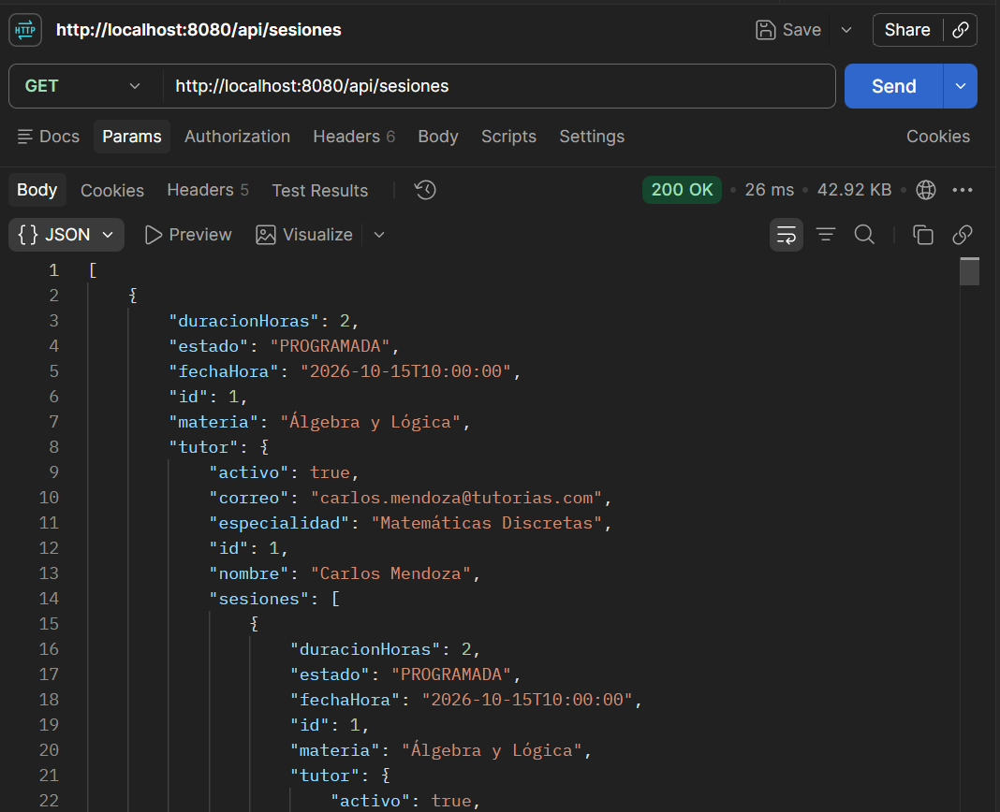 HTTP http://localhost:8080/api/sesiones Save Share
GET http://localhost:8080/api/sesiones Send
Docs Params Authorization Headers 6 Body Scripts Settings Cookies
Body Cookies Headers 5 Test Results 200 OK • 26 ms • 42.92 KB •
{} JSON Preview Visualize
1 [
2 {
3 "duracionHoras": 2,
4 "estado": "PROGRAMADA",
5 "fechaHora": "2026-10-15T10:00:00",
6 "id": 1,
7 "materia": "Álgebra y Lógica",
8 "tutor": {
9 "activo": true,
10 "correo": "carlos.mendoza@tutorias.com",
11 "especialidad": "Matemáticas Discretas",
12 "id": 1,
13 "nombre": "Carlos Mendoza",
14 "sesiones": [
15 {
16 "duracionHoras": 2,
17 "estado": "PROGRAMADA",
18 "fechaHora": "2026-10-15T10:00:00",
19 "id": 1,
20 "materia": "Álgebra y Lógica",
21 "tutor": {
22 "activo": true,